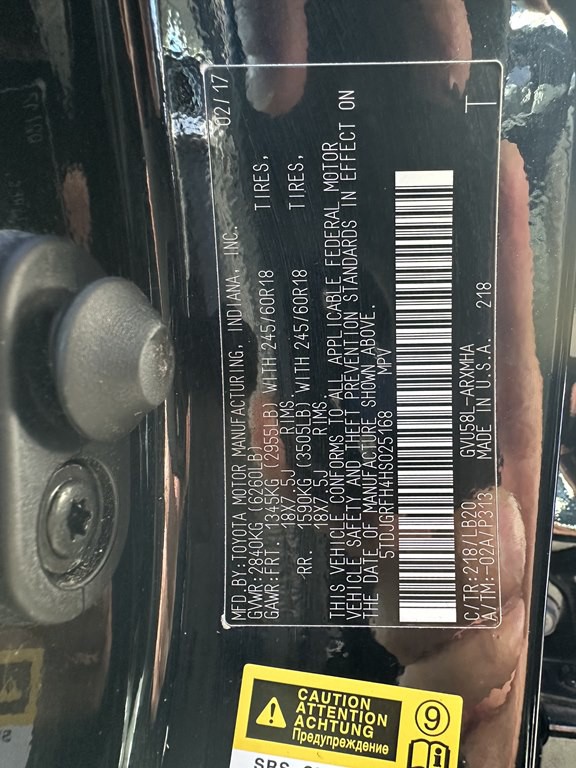 MFD.BY:TOYOTA MOTOR MANUFACTURING, INDIANA, INC. 02/17
GVWR:2840KG(6260LB)
GAWR:FRT. 1345KG (2955LB) WITH 245/60R18 TIRES,
18X7.5J RIMS.
RR. 1590KG (3505LB) WITH 245/60R18 TIRES,
18X7.5J RIMS.
THIS VEHICLE CONFORMS TO ALL APPLICABLE FEDERAL MOTOR
VEHICLE SAFETY AND THEFT PREVENTION STANDARDS IN EFFECT ON
THE DATE OF MANUFACTURE SHOWN ABOVE.
5TDJGRFH4HS025168 MPV
C/TR:218/LB20 GVU58L-ARXMHA T
A/TM:-02A/P313 MADE IN U.S.A. 218
CAUTION
ATTENTION
ACHTUNG
Предупреждение
9